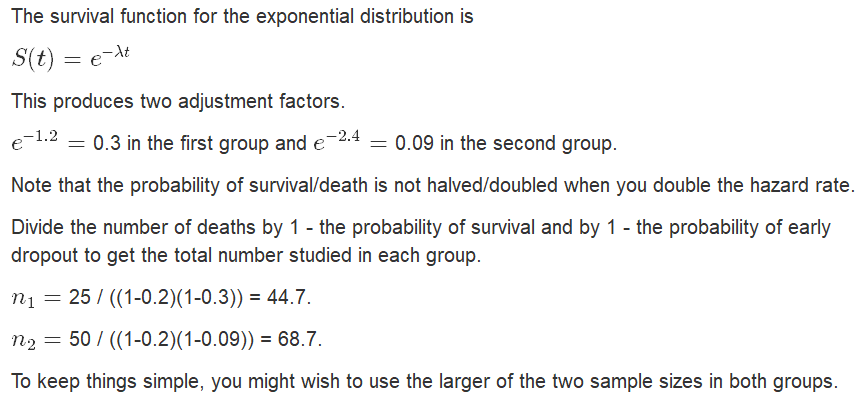 The survival function for the exponential distribution is
S(t) = e^{−λt}
This produces two adjustment factors.
e^{−1.2} = 0.3 in the first group and e^{−2.4} = 0.09 in the second group.
Note that the probability of survival/death is not halved/doubled when you double the hazard rate.
Divide the number of deaths by 1 - the probability of survival and by 1 - the probability of early
dropout to get the total number studied in each group.
n₁ = 25 / ((1-0.2)(1-0.3)) = 44.7.
n₂ = 50 / ((1-0.2)(1-0.09)) = 68.7.
To keep things simple, you might wish to use the larger of the two sample sizes in both groups.